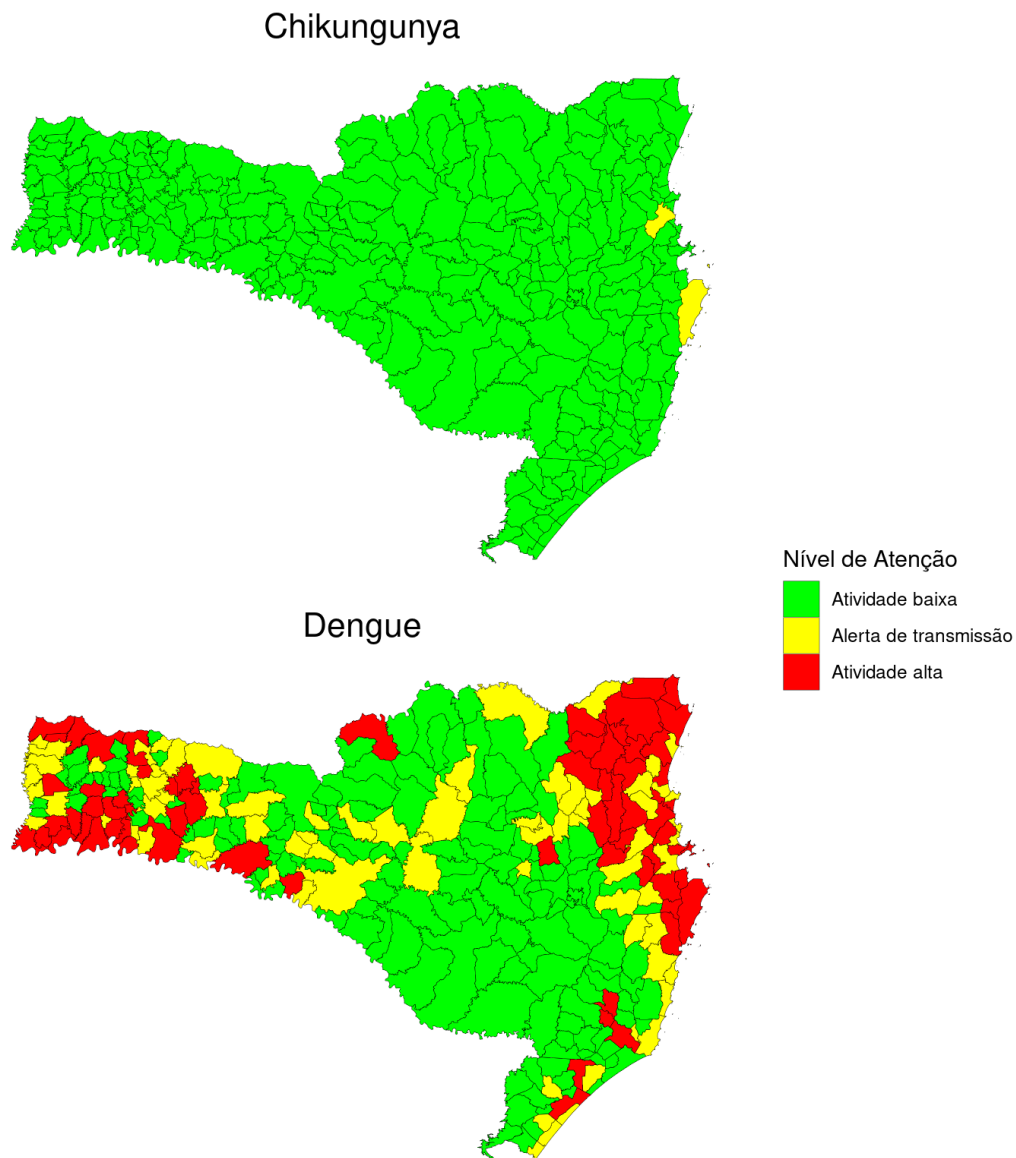 Chikungunya
Nível de Atenção
Atividade baixa
Alerta de transmissão
Atividade alta
Dengue